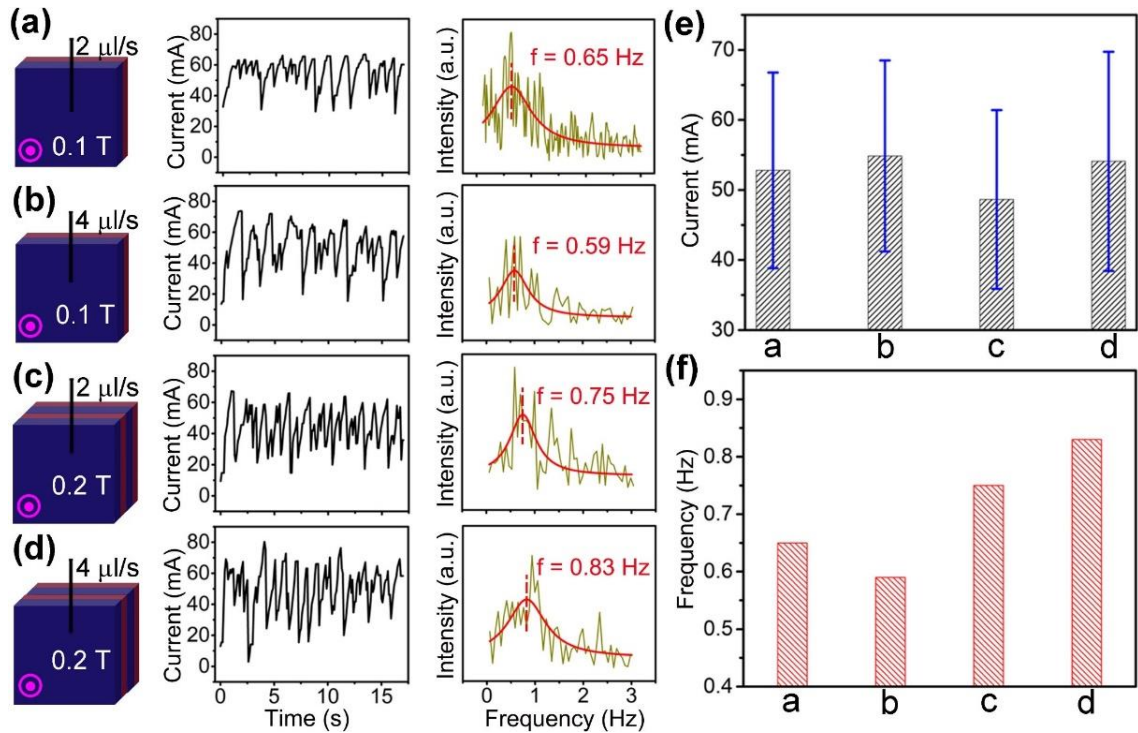 (a)
2 μl/s
0.1 T
Current (mA)
80
60
40
20
0
Intensity (a.u.)
f = 0.65 Hz
(b)
4 μl/s
0.1 T
Current (mA)
80
60
40
20
0
Intensity (a.u.)
f = 0.59 Hz
(c)
2 μl/s
0.2 T
Current (mA)
80
60
40
20
0
Intensity (a.u.)
f = 0.75 Hz
(d)
4 μl/s
0.2 T
Current (mA)
80
60
40
20
0
0 5 10 15
Time (s)
Intensity (a.u.)
f = 0.83 Hz
0 1 2 3
Frequency (Hz)
(e)
Current (mA)
70
60
50
40
30
a b c d
(f)
Frequency (Hz)
0.9
0.8
0.7
0.6
0.5
0.4
a b c d